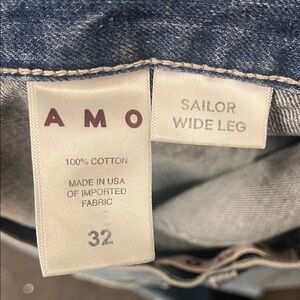 AMO
100% COTTON
MADE IN USA
OF IMPORTED
FABRIC
32
SAILOR
WIDE LEG